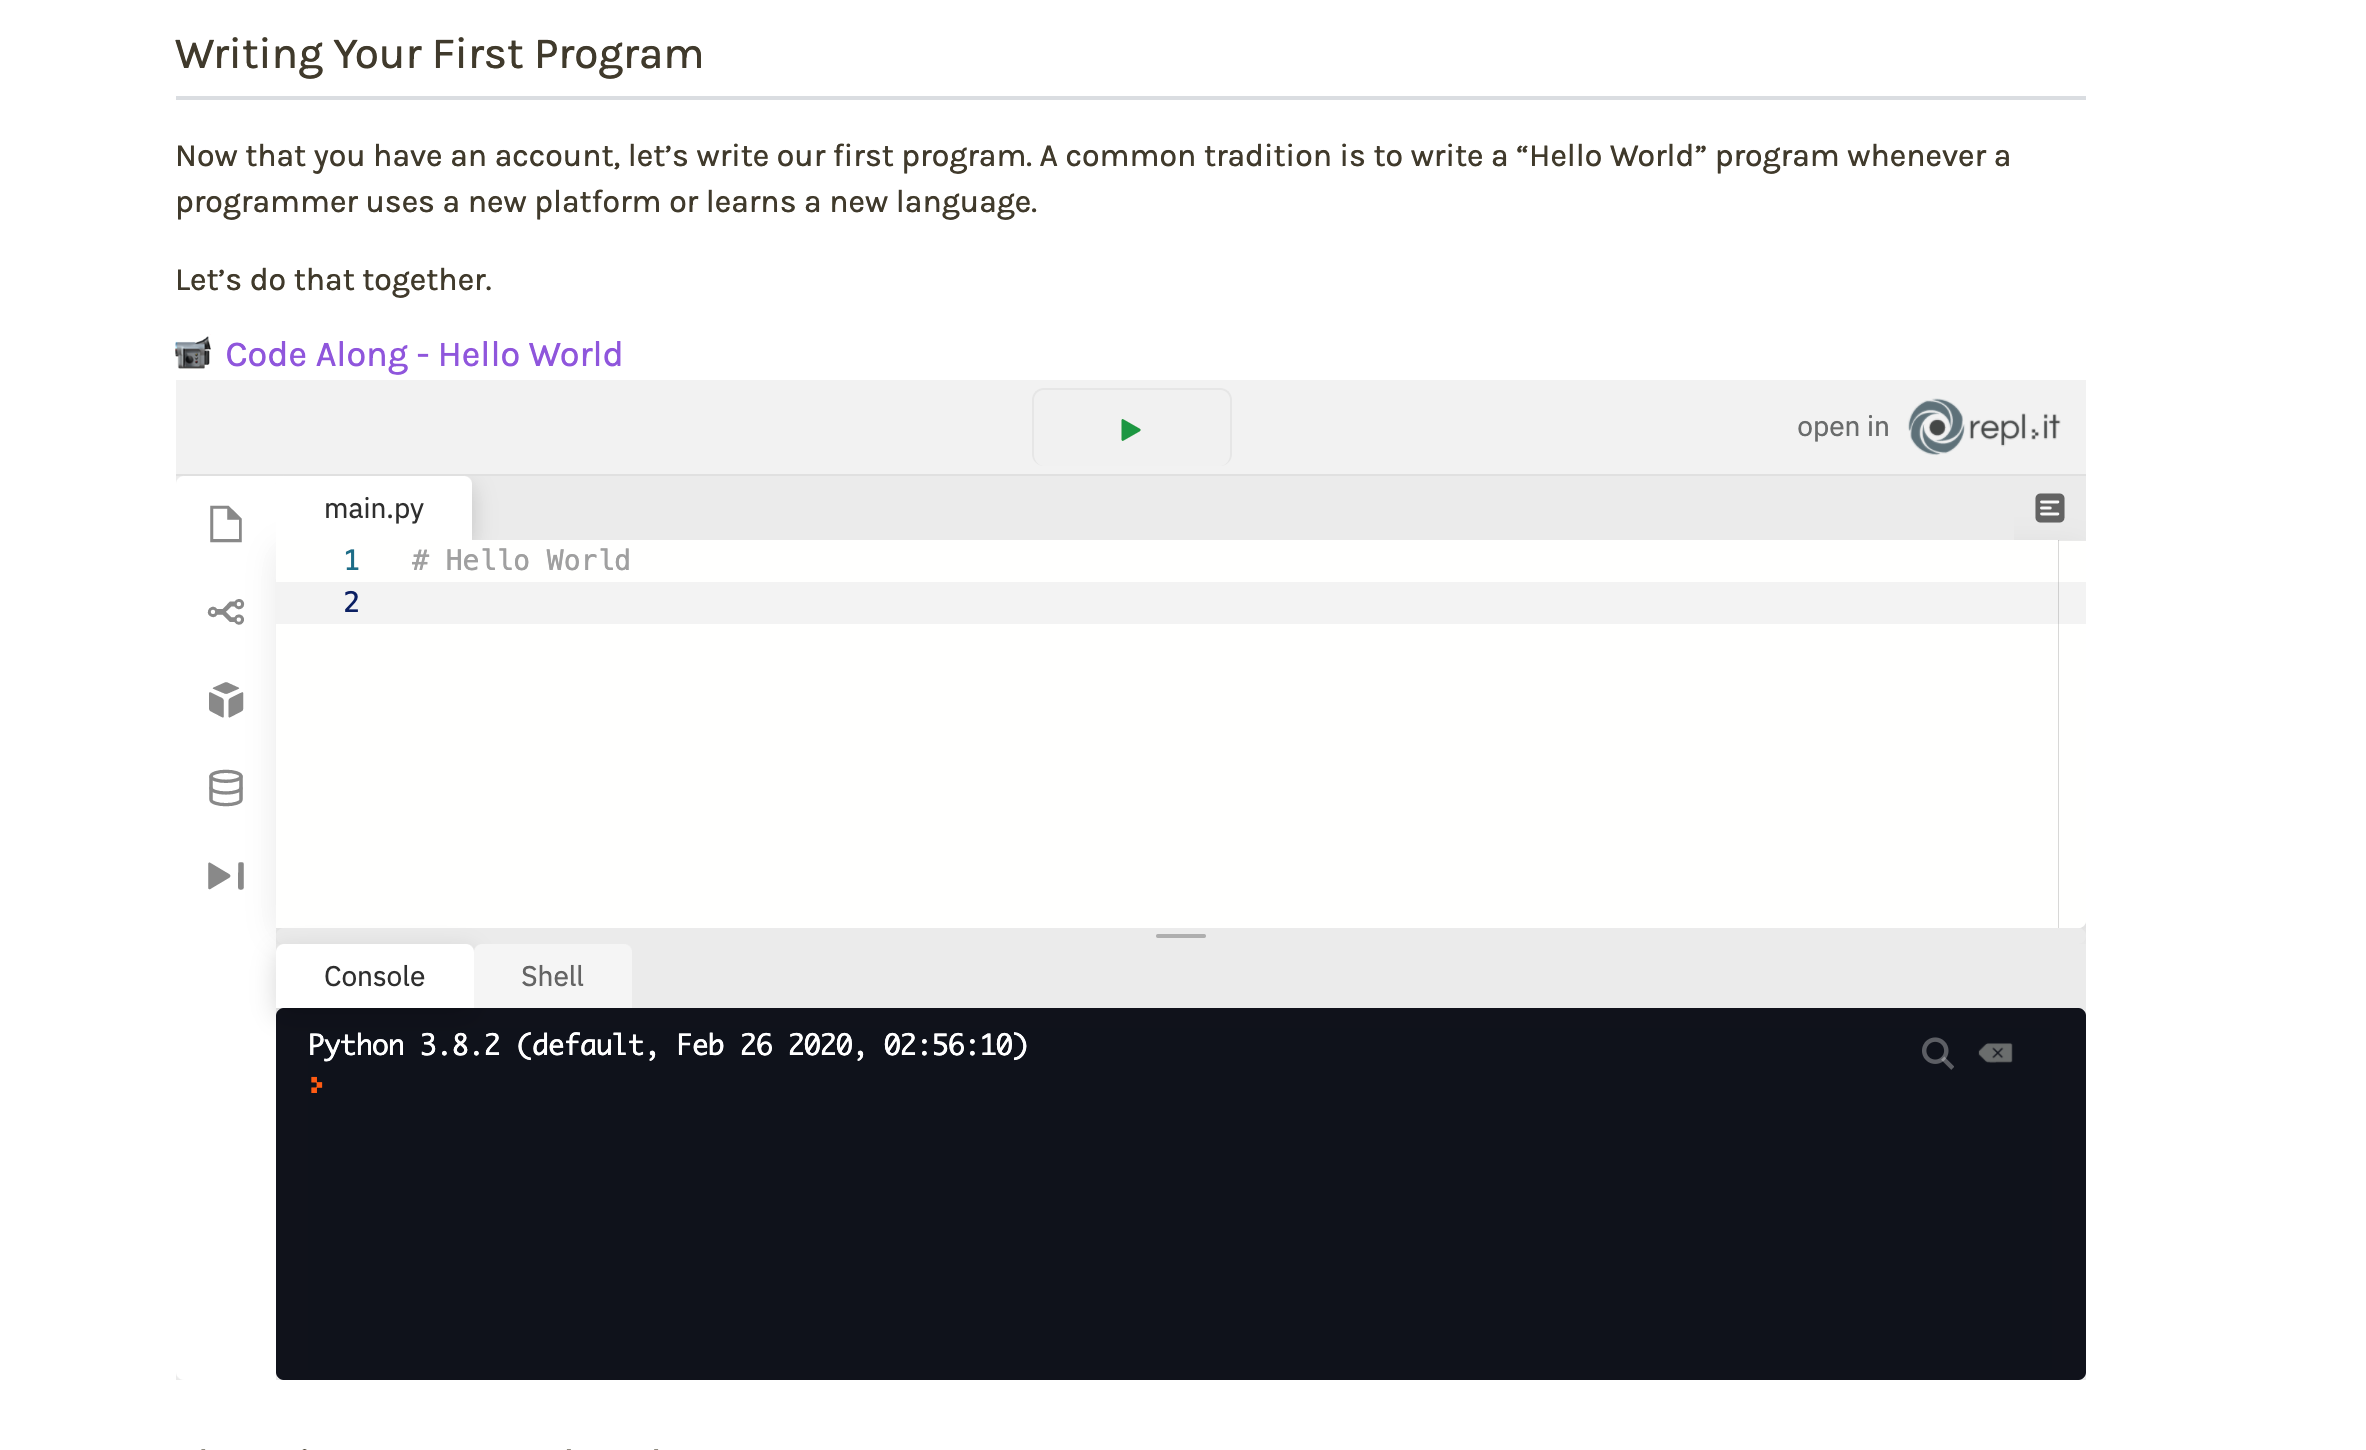 Writing Your First Program
Now that you have an account, let’s write our first program. A common tradition is to write a “Hello World” program whenever a
programmer uses a new platform or learns a new language.
Let’s do that together.
Code Along - Hello World
open in repl.it
main.py
1 # Hello World
2
Console Shell
Python 3.8.2 (default, Feb 26 2020, 02:56:10)